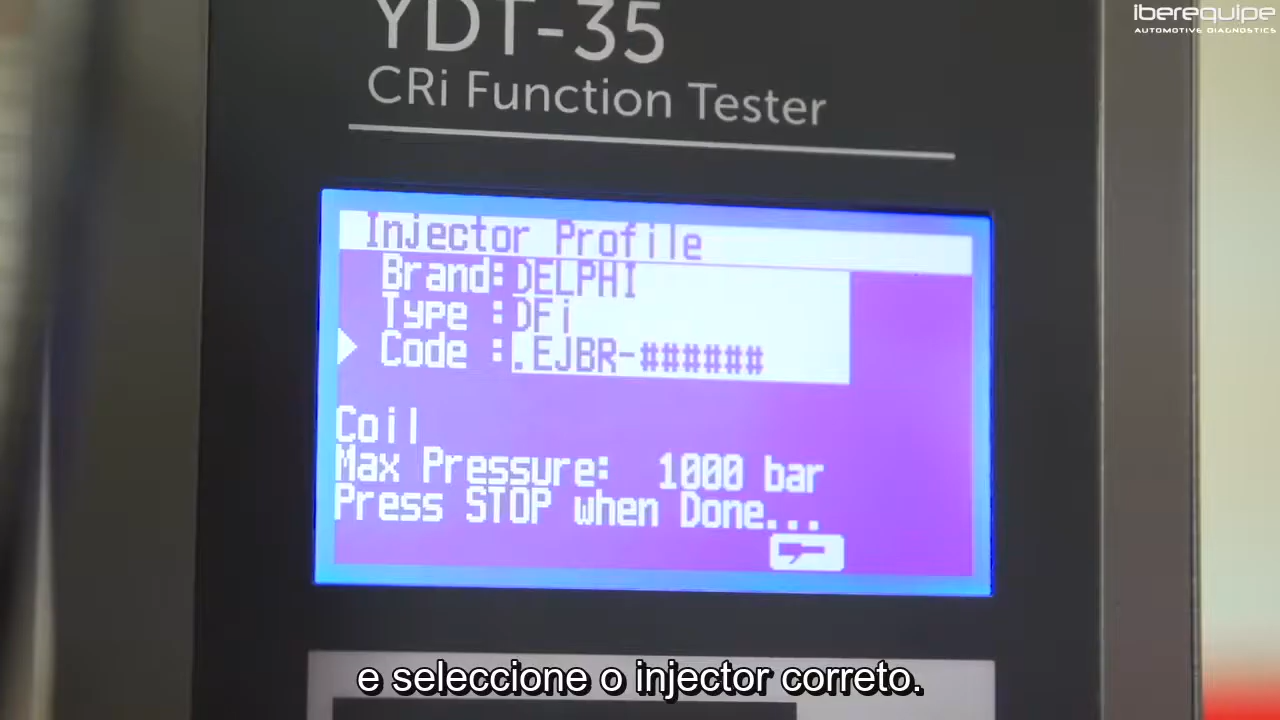 iberequipe
AUTOMOTIVE DIAGNOSTICS
YDT-35
CRi Function Tester
Injector Profile
Brand:DELPHI
Type :DFi
Code :.EJBR-######
Coil
Max Pressure: 1000 bar
Press STOP when Done...
e seleccione o injector correto.